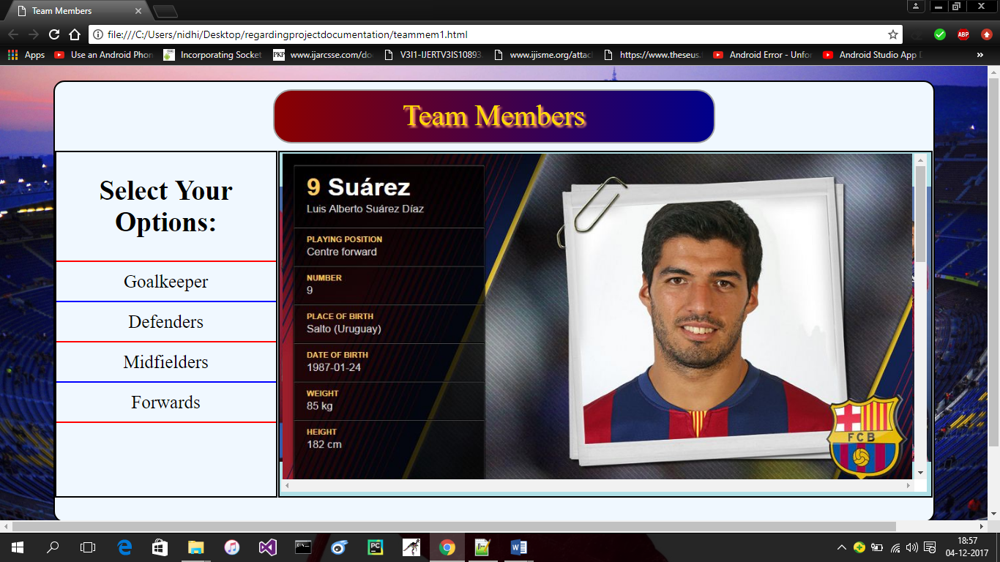 Team Members
file:///C:/Users/nidhi/Desktop/regardingprojectdocumentation/teammem1.html
ABP
Apps
Use an Android Phon
Incorporating Socket
PKP
www.ijarcsse.com/do
V3I1-IJERTV3IS10893
www.ijisme.org/attac
https://www.theseus.
Android Error - Unfor
Android Studio App D
»
Team Members
Select Your
Options:
Goalkeeper
Defenders
Midfielders
Forwards
9 Suárez
Luis Alberto Suárez Díaz
PLAYING POSITION
Centre forward
NUMBER
9
PLACE OF BIRTH
Salto (Uruguay)
DATE OF BIRTH
1987-01-24
WEIGHT
85 kg
HEIGHT
182 cm
FCB
PC
18:57
04-12-2017